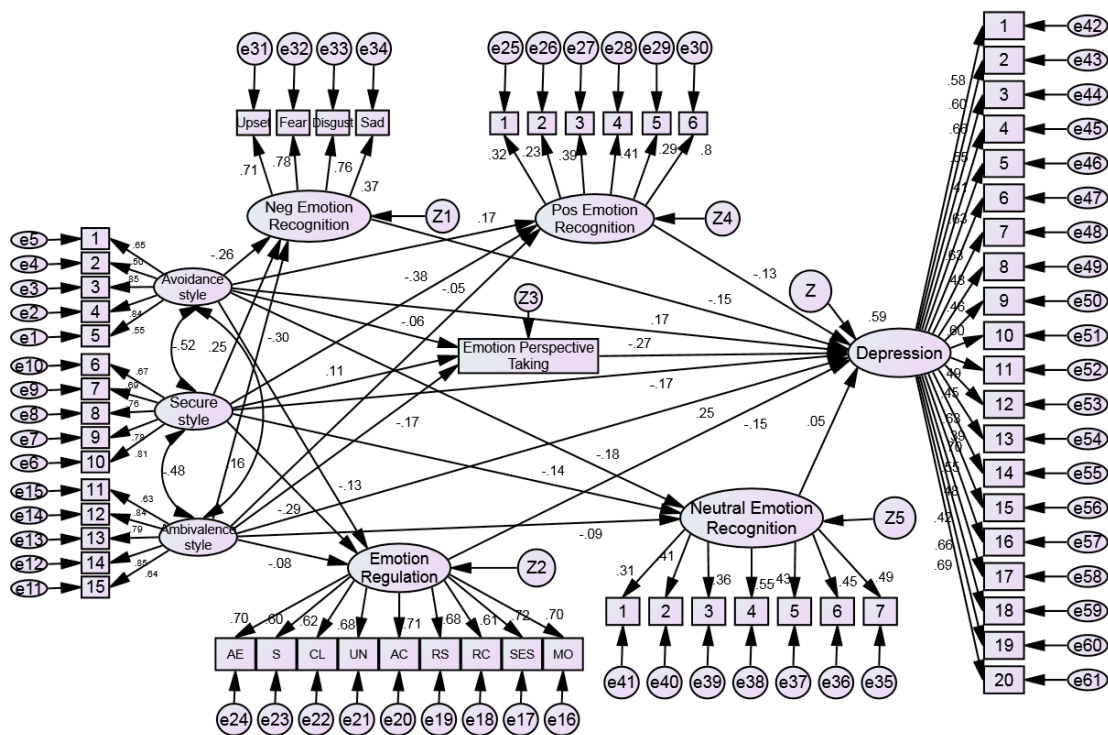 e31 e32 e33 e34
e25 e26 e27 e28 e29 e30
Upset Fear Disgust Sad
1 2 3 4 5 6
.71 .78 .76 .37
.32 .23 .39 .41 .29 .8
Neg Emotion
Recognition
Z1
Pos Emotion
Recognition
Z4
e5 1 .65
e4 2 .50
e3 3 .85
e2 4 .84
e1 5 .55
Avoidance
style
e10 6 .67
e9 7 .69
e8 8 .76
e7 9 .78
e6 10 .81
Secure
style
e15 11 .63
e14 12 .84
e13 13 .79
e12 14 .85
e11 15 .64
Ambivalence
style
-.26
.17
-.38
-.05
-.13
-.15
-.52
.25
-.30
-.06
.17
Z3
Emotion Perspective
Taking
-.27
Z
.59
Depression
.11
-.17
-.17
.25
-.15
.05
-.48
.16
-.13
-.29
-.08
-.18
-.14
-.09
Neutral Emotion
Recognition
Z5
Emotion
Regulation
Z2
.31 .41 .36 .55 .43 .45 .49
1 2 3 4 5 6 7
e41 e40 e39 e38 e37 e36 e35
.70 .60 .62 .68 .71 .68 .61 .72 .70
AE S CL UN AC RS RC SES MO
e24 e23 e22 e21 e20 e19 e18 e17 e16
1 e42
2 e43
3 e44
4 e45
5 e46
6 e47
7 e48
8 e49
9 e50
10 e51
11 e52
12 e53
13 e54
14 e55
15 e56
16 e57
17 e58
18 e59
19 e60
20 e61
.58
.60
.66
.55
.41
.63
.63
.48
.46
.60
.49
.45
.63
.39
.70
.55
.48
.42
.66
.69